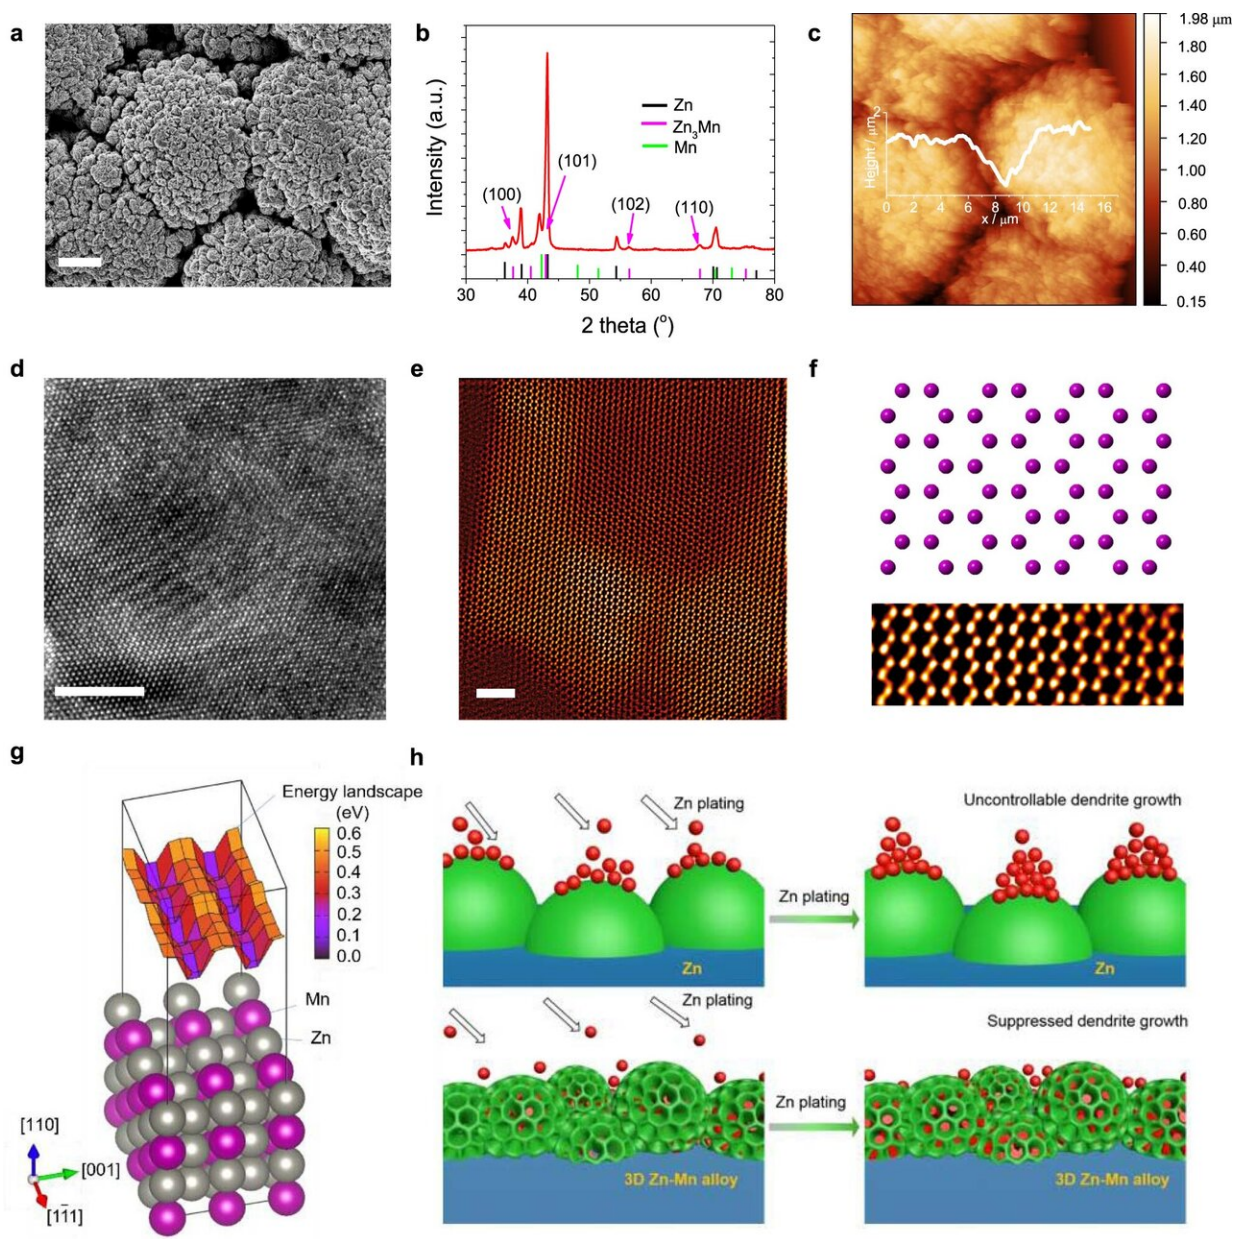 a
b
Intensity (a.u.)
Zn
Zn3Mn
Mn
(100)
(101)
(102)
(110)
30 40 50 60 70 80
2 theta (o)
c
1.98 μm
1.80
1.60
1.40
1.20
1.00
0.80
0.60
0.40
0.15
2
Height / μm
0
0 2 4 6 8 10 12 14 16
x / μm
d
e
f
g
Energy landscape
(eV)
0.6
0.5
0.4
0.3
0.2
0.1
0.0
Mn
Zn
[110]
[001]
[11̄1]
h
Zn plating
Zn
Zn plating
Uncontrollable dendrite growth
Zn
Zn plating
3D Zn-Mn alloy
Zn plating
Suppressed dendrite growth
3D Zn-Mn alloy